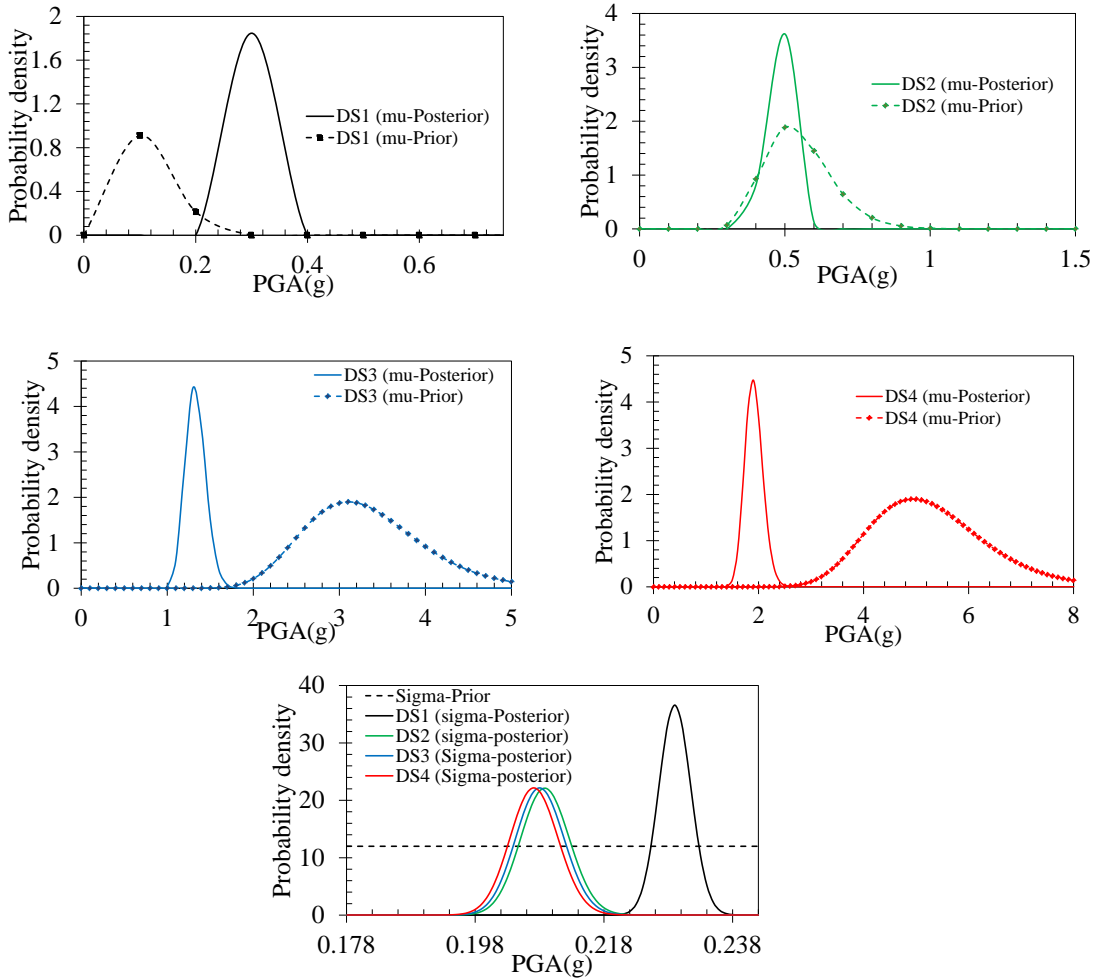 Probability density
2
1.6
1.2
0.8
0.4
0
0
0.2
0.4
0.6
PGA(g)
DS1 (mu-Posterior)
DS1 (mu-Prior)
Probability density
4
3
2
1
0
0
0.5
1
1.5
PGA(g)
DS2 (mu-Posterior)
DS2 (mu-Prior)
Probability density
5
4
3
2
1
0
0
1
2
3
4
5
PGA(g)
DS3 (mu-Posterior)
DS3 (mu-Prior)
Probability density
5
4
3
2
1
0
0
2
4
6
8
PGA(g)
DS4 (mu-Posterior)
DS4 (mu-Prior)
Probability density
40
30
20
10
0
0.178
0.198
0.218
0.238
PGA(g)
Sigma-Prior
DS1 (sigma-Posterior)
DS2 (sigma-posterior)
DS3 (Sigma-posterior)
DS4 (Sigma-posterior)